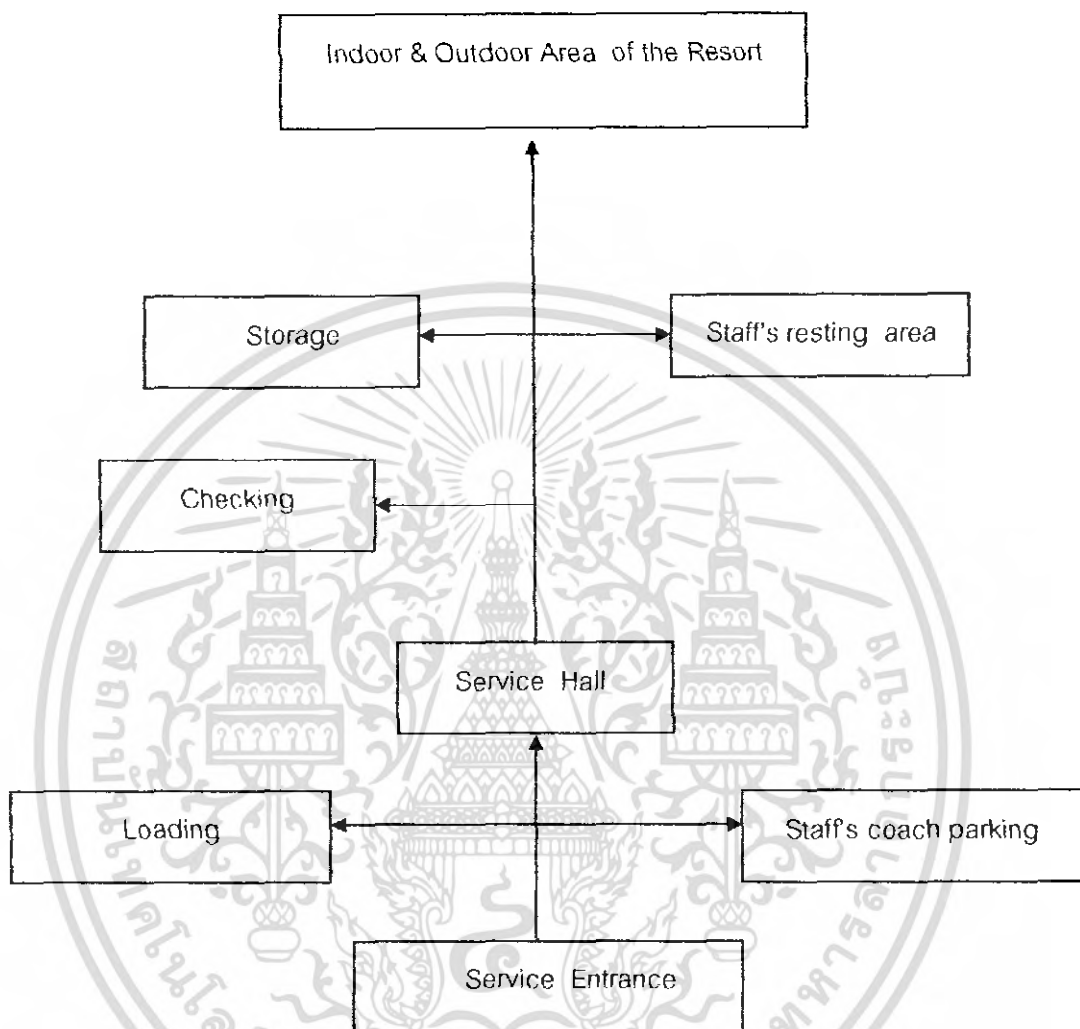 Indoor & Outdoor Area of the Resort
Storage
Staff's resting area
Checking
Service Hall
Loading
Staff's coach parking
Service Entrance